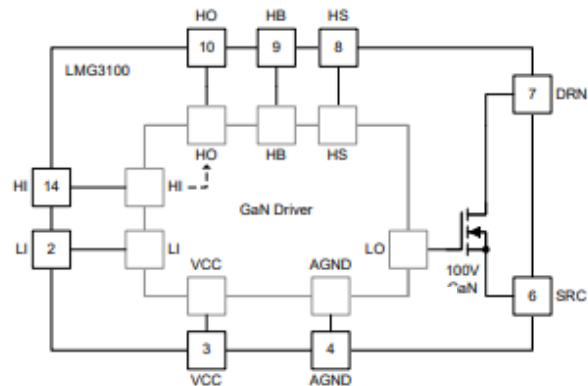 HO
HB
HS
10
9
8
LMG3100
7
DRN
HO
HB
HS
HI
14
HI
GaN Driver
LI
2
LI
LO
VCC
AGND
100V
6
SRC
3
4
VCC
AGND